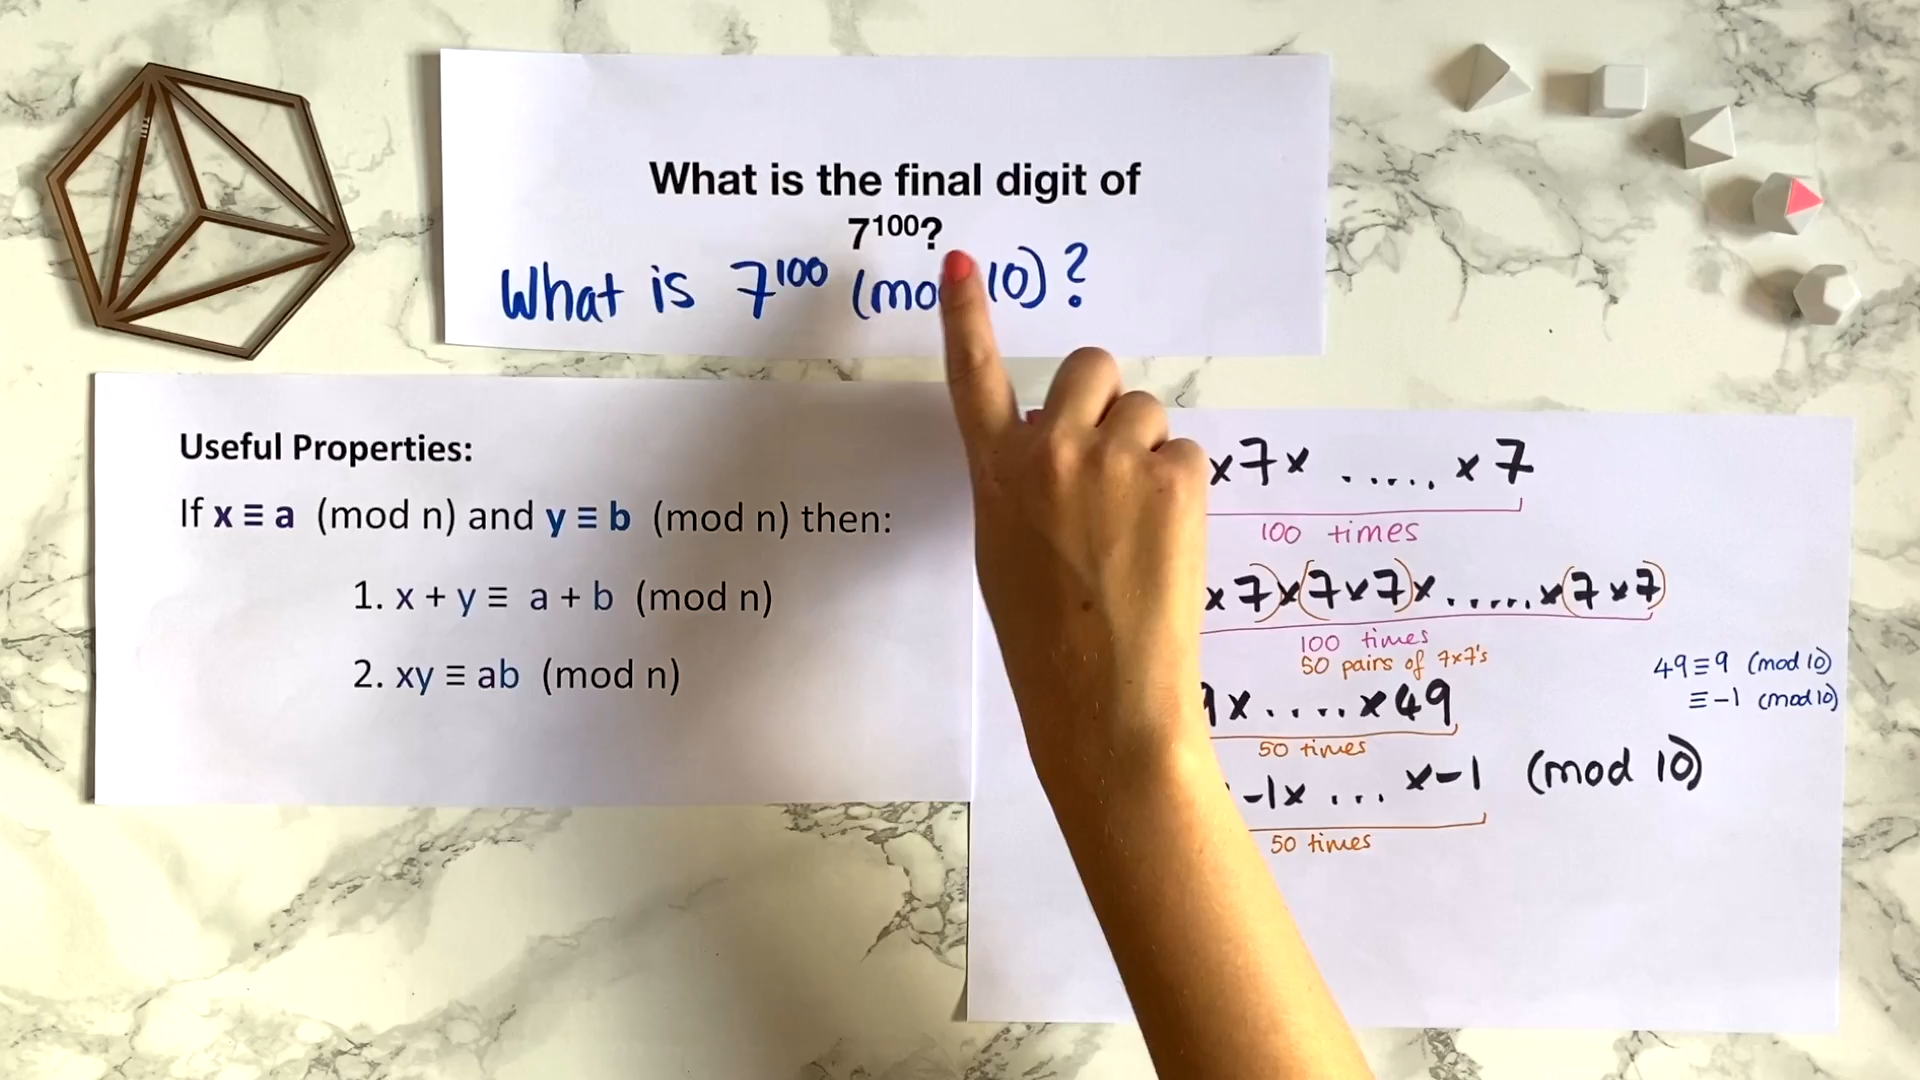 What is the final digit of
7¹⁰⁰?
What is 7¹⁰⁰ (mo 10)?
Useful Properties:
If x ≡ a (mod n) and y ≡ b (mod n) then:
1. x + y ≡ a + b (mod n)
2. xy ≡ ab (mod n)
x7x ..... x7
100 times
x7)x(7x7)x.....x(7x7)
100 times
50 pairs of 7x7's
49≡9 (mod 10)
≡-1 (mod 10)
x....x49
50 times
-1x ... x-1 (mod 10)
50 times